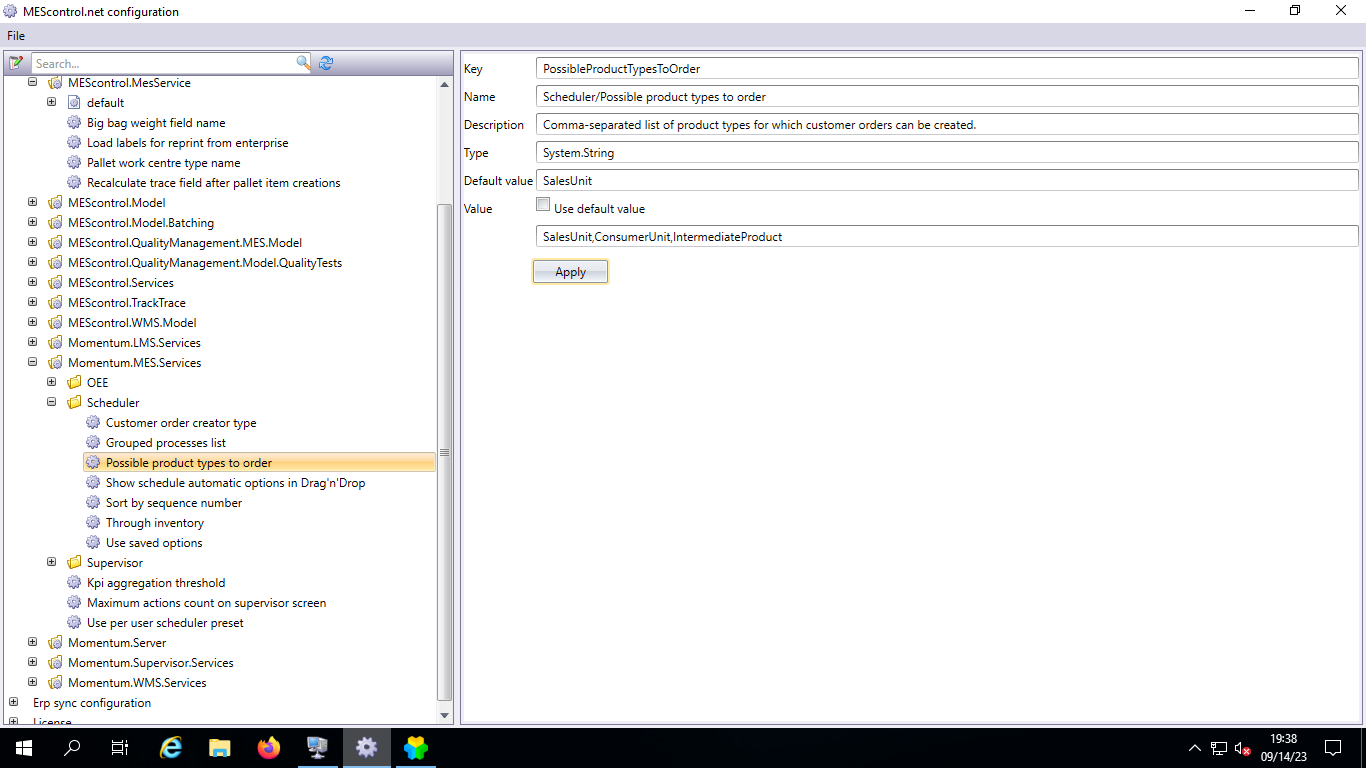 MEScontrol.net configuration
File
Search...
MEScontrol.MesService
default
Big bag weight field name
Load labels for reprint from enterprise
Pallet work centre type name
Recalculate trace field after pallet item creations
MEScontrol.Model
MEScontrol.Model.Batching
MEScontrol.QualityManagement.MES.Model
MEScontrol.QualityManagement.Model.QualityTests
MEScontrol.Services
MEScontrol.TrackTrace
MEScontrol.WMS.Model
Momentum.LMS.Services
Momentum.MES.Services
OEE
Scheduler
Customer order creator type
Grouped processes list
Possible product types to order
Show schedule automatic options in Drag'n'Drop
Sort by sequence number
Through inventory
Use saved options
Supervisor
Kpi aggregation threshold
Maximum actions count on supervisor screen
Use per user scheduler preset
Momentum.Server
Momentum.Supervisor.Services
Momentum.WMS.Services
Erp sync configuration
License
Key PossibleProductTypesToOrder
Name Scheduler/Possible product types to order
Description Comma-separated list of product types for which customer orders can be created.
Type System.String
Default value SalesUnit
Value Use default value
SalesUnit,ConsumerUnit,IntermediateProduct
Apply
19:38
09/14/23